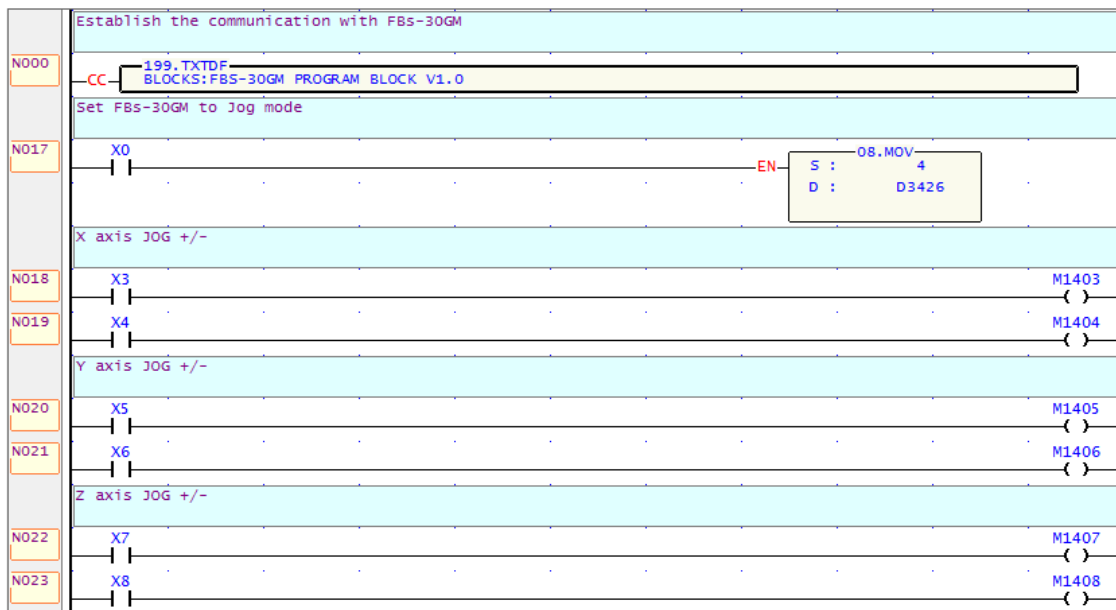 Establish the communication with FBs-30GM
N000
199.TXTDF
CC
BLOCKS:FBS-30GM PROGRAM BLOCK V1.0
Set FBs-30GM to Jog mode
N017
X0
08.MOV
EN
S : 4
D : D3426
X axis JOG +/-
N018
X3
M1403
N019
X4
M1404
Y axis JOG +/-
N020
X5
M1405
N021
X6
M1406
Z axis JOG +/-
N022
X7
M1407
N023
X8
M1408